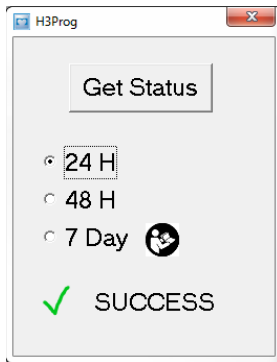 H3Prog
Get Status
24 H
48 H
7 Day
SUCCESS